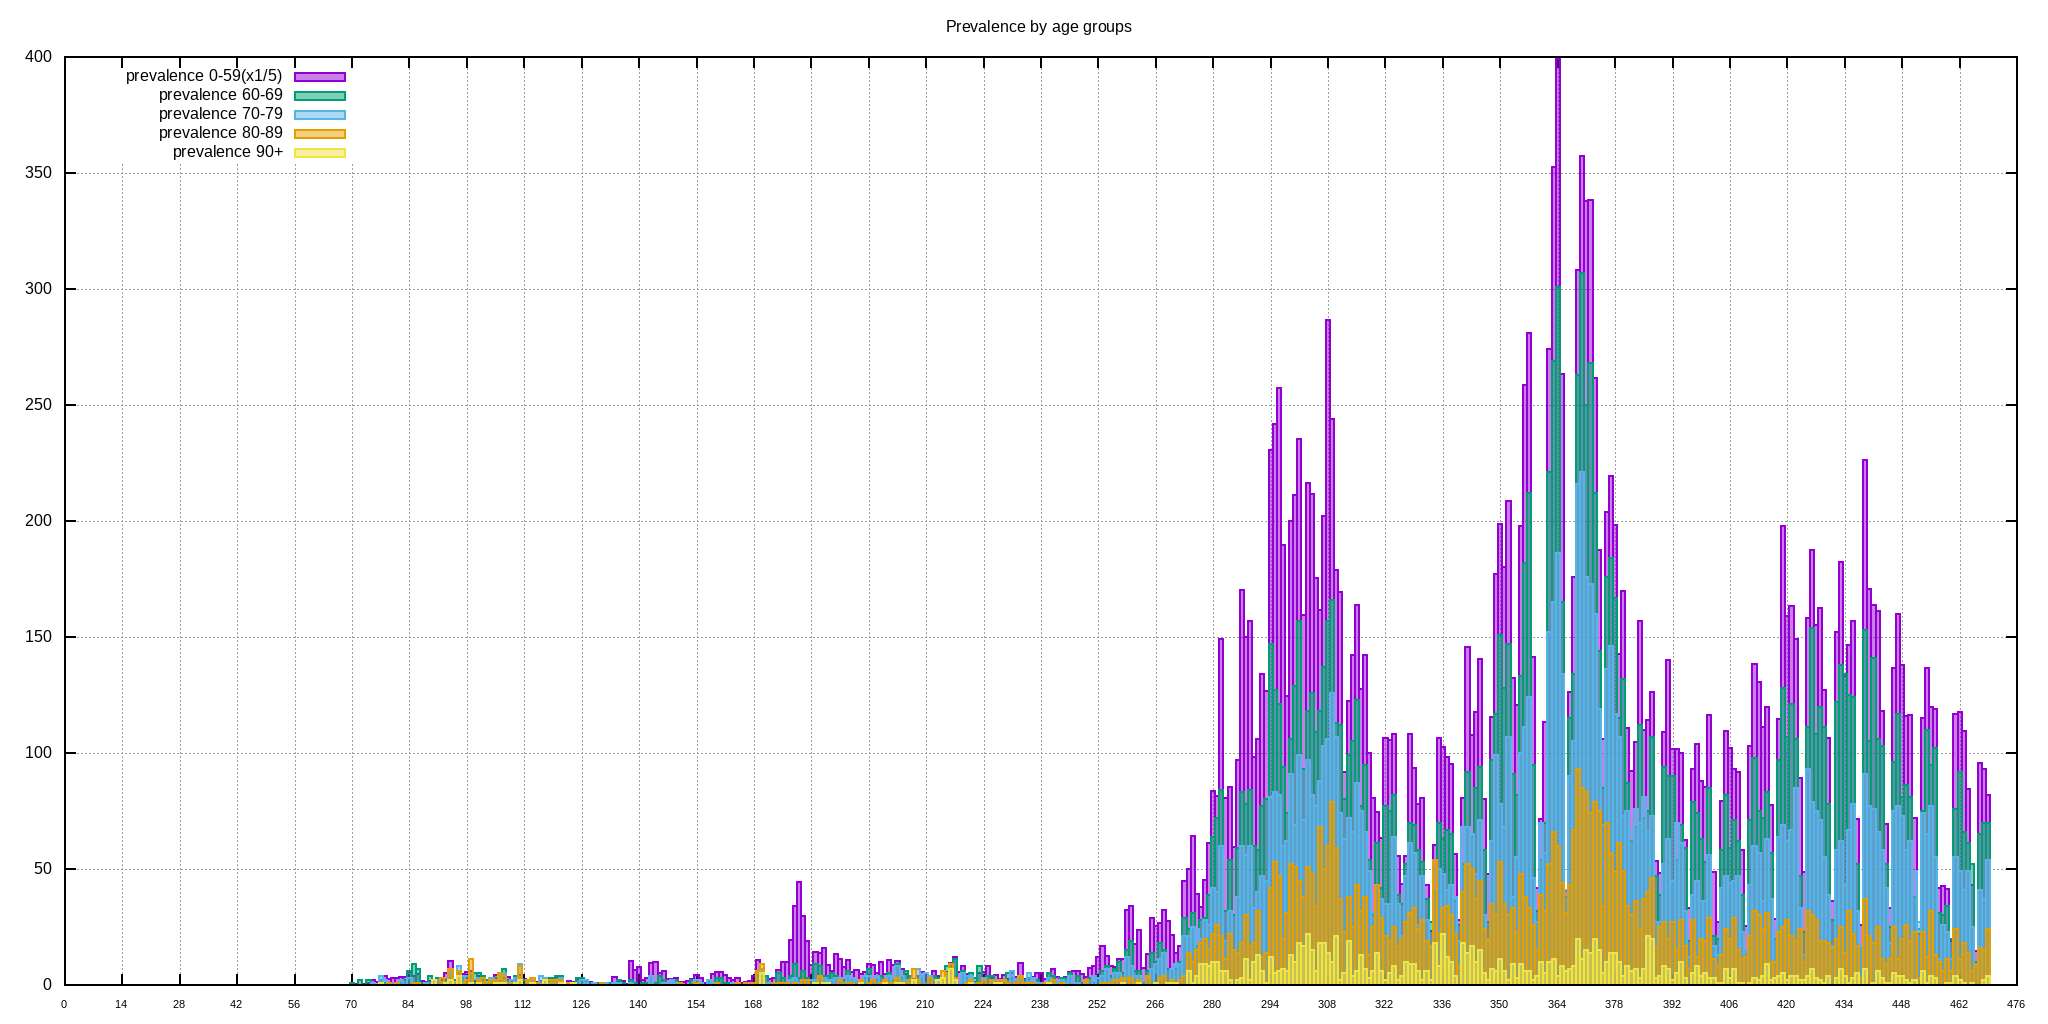 Prevalence by age groups
400
350
300
250
200
150
100
50
0
prevalence 0-59(x1/5)
prevalence 60-69
prevalence 70-79
prevalence 80-89
prevalence 90+
0 14 28 42 56 70 84 98 112 126 140 154 168 182 196 210 224 238 252 266 280 294 308 322 336 350 364 378 392 406 420 434 448 462 476